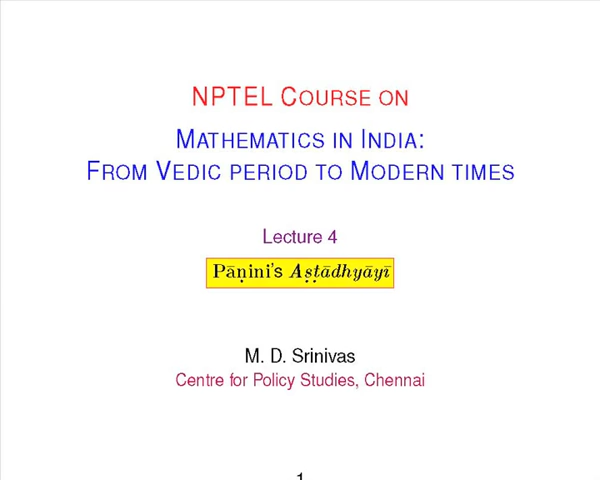 NPTEL COURSE ON
MATHEMATICS IN INDIA:
FROM VEDIC PERIOD TO MODERN TIMES
Lecture 4
Pāṇini's Aṣṭādhyāyī
M. D. Srinivas
Centre for Policy Studies, Chennai
1